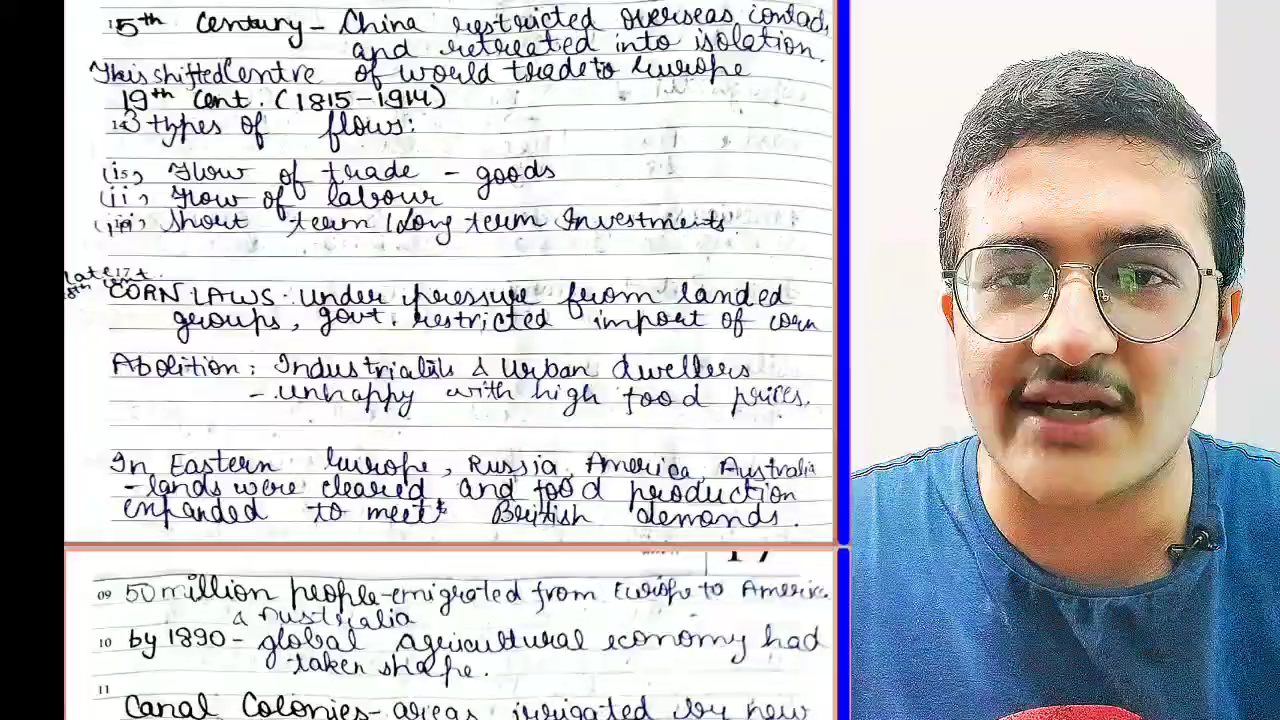 15th Century - China restricted overseas contact
and retreated into isolation.
This shifted Centre of world trade to Europe
19th Cent. (1815-1914)
3 types of flows:
(i) Flow of trade - goods
(ii) Flow of labour
(iii) Short term / Long term Investments
late
CORN LAWS - under pressure from landed
groups, govt. restricted import of corn
Abolition: Industrialists & Urban dwellers
- unhappy with high food prices.
In Eastern Europe, Russia, America, Australia
- lands were cleared and food production
expanded to meet British demands.
17
09 50 million people - emigrated from Europe to America
& Australia
10 by 1890 - global agricultural economy had
taken shape.
11
Canal Colonies - areas irrigated by new